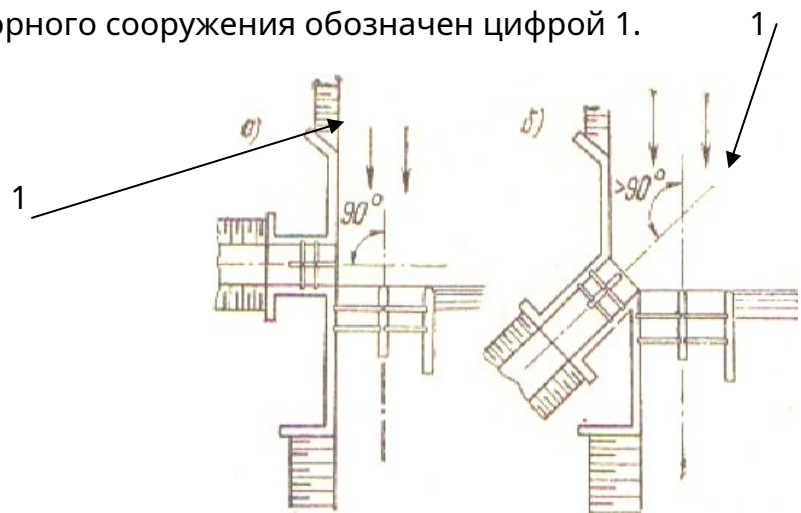 орного сооружения обозначен цифрой 1.
1
а)
б)
1
90°
>90°